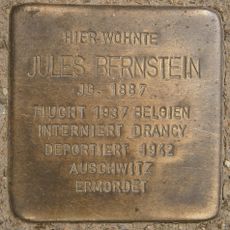 HIER WOHNTE
JULES BERNSTEIN
JG. 1887
FLUCHT 1937 BELGIEN
INTERNIERT DRANCY
DEPORTIERT 1942
AUSCHWITZ
ERMORDET